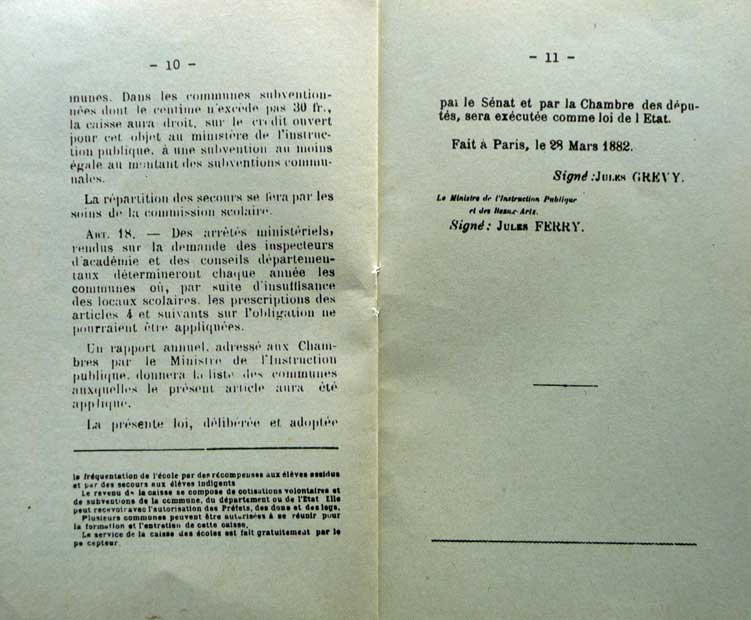 - 10 -
munes. Dans les communes subvention-
nées dont le centime n'excède pas 30 fr.,
la caisse aura droit, sur le crédit ouvert
pour cet objet au ministère de l'instruc-
tion publique, à une subvention au moins
égale au montant des subventions commu-
nales.
La répartition des secours se fera par les
soins de la commission scolaire.
ART. 18. — Des arrêtés ministériels,
rendus sur la demande des inspecteurs
d'académie et des conseils départemen-
taux détermineront chaque année les
communes où, par suite d'insuffisance
des locaux scolaires, les prescriptions des
articles 4 et suivants sur l'obligation ne
pourraient être appliquées.
Un rapport annuel, adressé aux Cham-
bres par le Ministre de l'Instruction
publique, donnera la liste des communes
auxquelles le présent article aura été
appliqué.
La présente loi, délibérée et adoptée
la fréquentation de l'école par des récompenses aux élèves assidus
et par des secours aux élèves indigents
Le revenu de la caisse se compose de cotisations volontaires et
de subventions de la commune, du département ou de l'Etat Elle
peut recevoir avec l'autorisation des Préfets, des dons et des legs.
Plusieurs communes peuvent être autorisées à se réunir pour
la formation et l'entretien de cette caisse.
Le service de la caisse des écoles est fait gratuitement par le
pe cepteur.
- 11 -
par le Sénat et par la Chambre des dépu-
tés, sera exécutée comme loi de l Etat.
Fait à Paris, le 28 Mars 1882.
Signé : JULES GREVY.
Le Ministre de l'Instruction Publique
et des Beaux-Arts.
Signé : JULES FERRY.